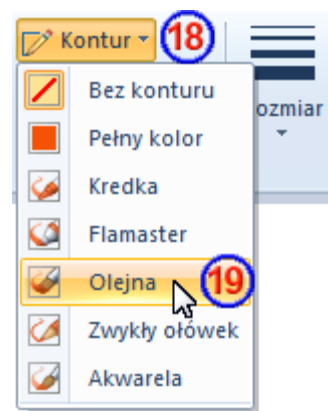 Kontur 18
ozmiar
Bez konturu
Pełny kolor
Kredka
Flamaster
Olejna 19
Zwykły ołówek
Akwarela